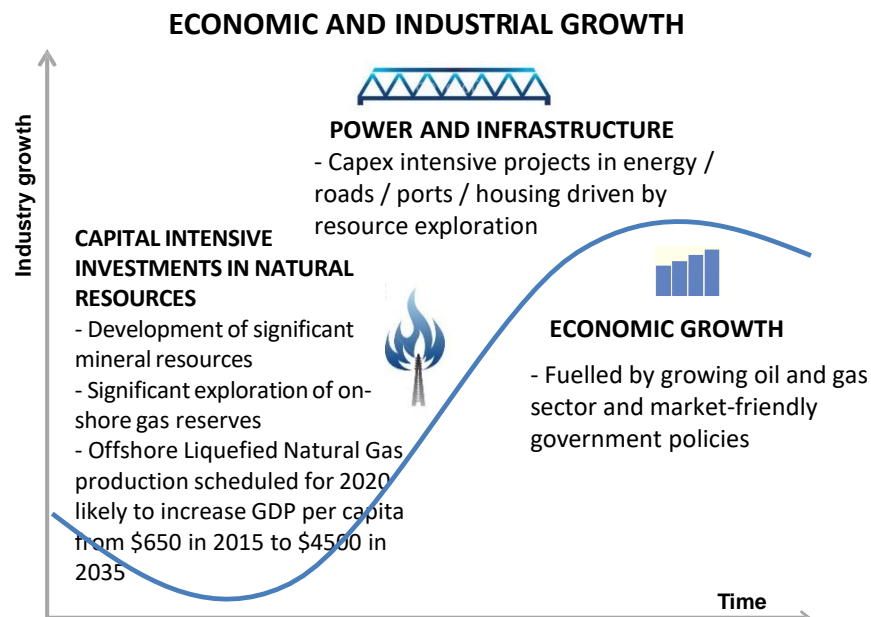 ECONOMIC AND INDUSTRIAL GROWTH
Industry growth
POWER AND INFRASTRUCTURE
- Capex intensive projects in energy /
roads / ports / housing driven by
resource exploration
CAPITAL INTENSIVE
INVESTMENTS IN NATURAL
RESOURCES
- Development of significant
mineral resources
- Significant exploration of on-
shore gas reserves
- Offshore Liquefied Natural Gas
production scheduled for 2020
likely to increase GDP per capita
from $650 in 2015 to $4500 in
2035
ECONOMIC GROWTH
- Fuelled by growing oil and gas
sector and market-friendly
government policies
Time